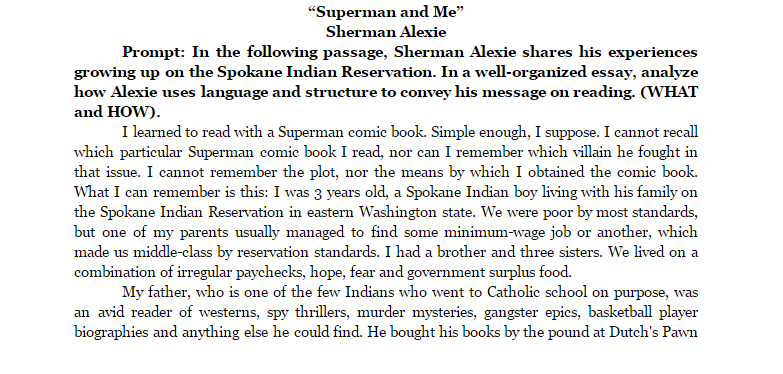 “Superman and Me”
Sherman Alexie
Prompt: In the following passage, Sherman Alexie shares his experiences
growing up on the Spokane Indian Reservation. In a well-organized essay, analyze
how Alexie uses language and structure to convey his message on reading. (WHAT
and HOW).
I learned to read with a Superman comic book. Simple enough, I suppose. I cannot recall
which particular Superman comic book I read, nor can I remember which villain he fought in
that issue. I cannot remember the plot, nor the means by which I obtained the comic book.
What I can remember is this: I was 3 years old, a Spokane Indian boy living with his family on
the Spokane Indian Reservation in eastern Washington state. We were poor by most standards,
but one of my parents usually managed to find some minimum-wage job or another, which
made us middle-class by reservation standards. I had a brother and three sisters. We lived on a
combination of irregular paychecks, hope, fear and government surplus food.
My father, who is one of the few Indians who went to Catholic school on purpose, was
an avid reader of westerns, spy thrillers, murder mysteries, gangster epics, basketball player
biographies and anything else he could find. He bought his books by the pound at Dutch's Pawn